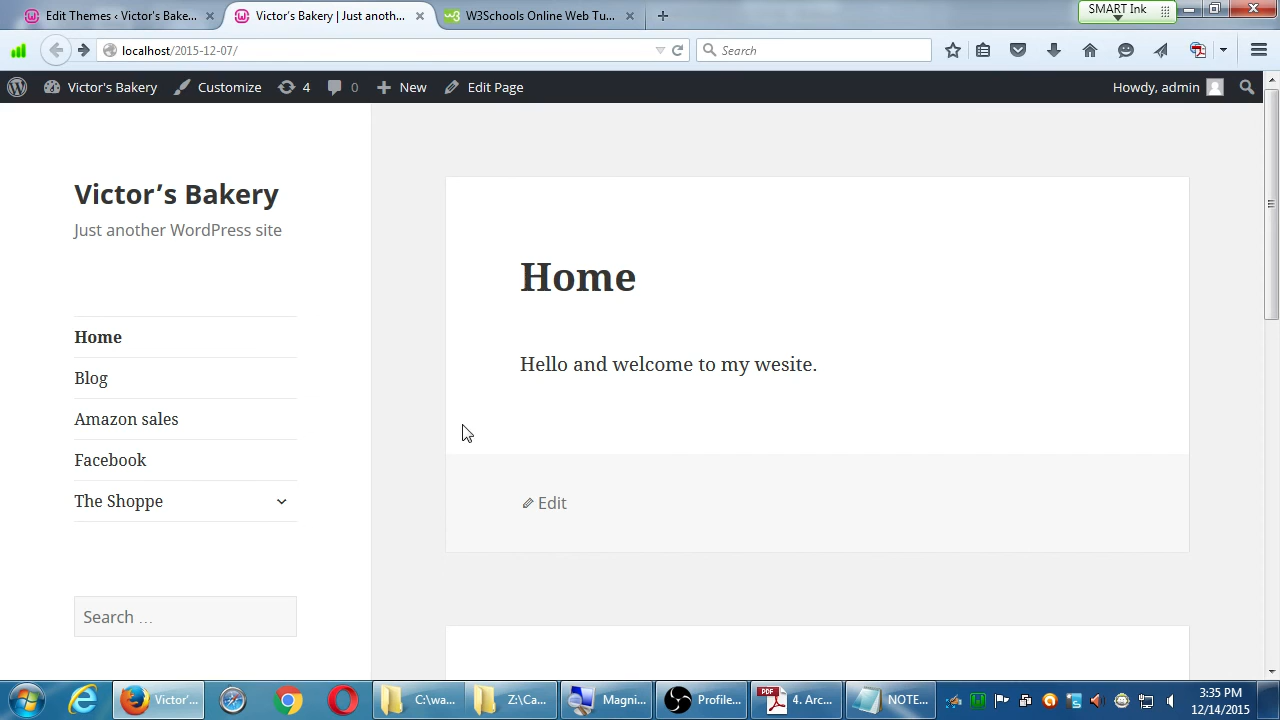 Edit Themes ‹ Victor's Bake...
Victor's Bakery | Just anoth...
W3Schools Online Web Tu...
SMART Ink
localhost/2015-12-07/
Search
Victor's Bakery
Customize
4
0
New
Edit Page
Howdy, admin
Victor’s Bakery
Just another WordPress site
Home
Blog
Amazon sales
Facebook
The Shoppe
Search …
Home
Hello and welcome to my wesite.
Edit
Victor'...
C:\wa...
Z:\Ca...
Magni...
Profile...
PDF
4. Arc...
NOTE...
3:35 PM
12/14/2015